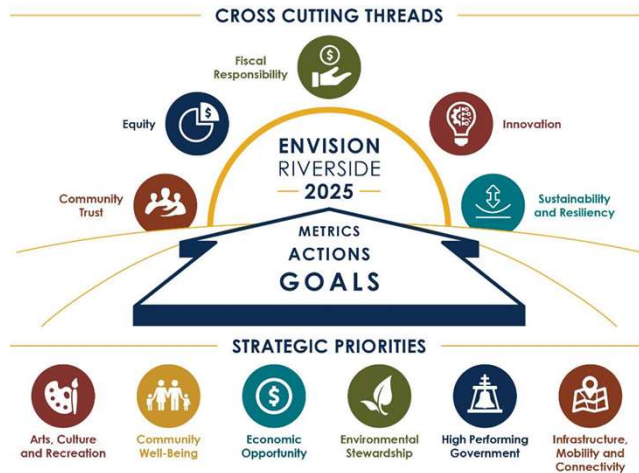 CROSS CUTTING THREADS
Fiscal
Responsibility
$
Equity
$
Innovation
Community
Trust
Sustainability
and Resiliency
ENVISION
RIVERSIDE
2025
METRICS
ACTIONS
GOALS
STRATEGIC PRIORITIES
$
Arts, Culture
and Recreation
Community
Well-Being
Economic
Opportunity
Environmental
Stewardship
High Performing
Government
Infrastructure,
Mobility and
Connectivity